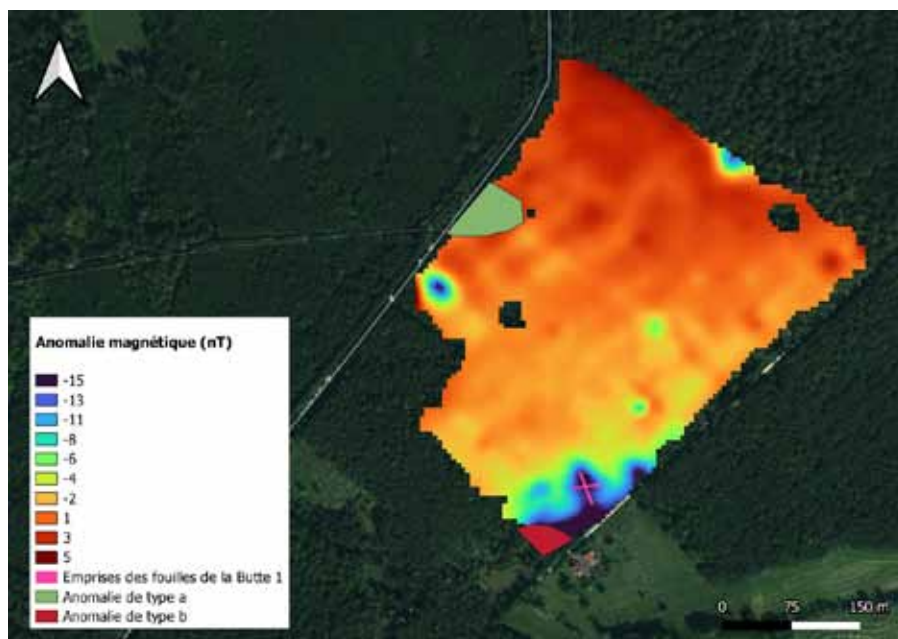 Anomalie magnétique (nT)
-15
-13
-11
-8
-6
-4
-2
1
3
5
Emprises des fouilles de la Butte 1
Anomalie de type a
Anomalie de type b
0 75 150 m